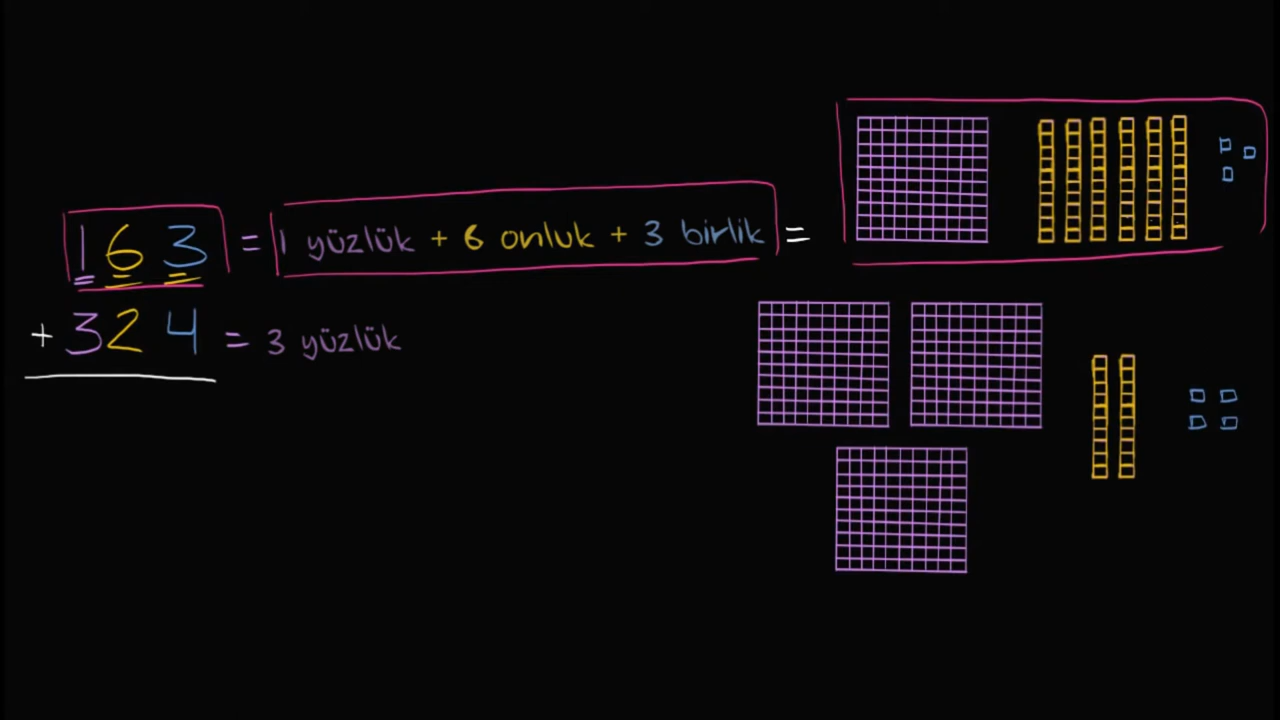 163 = 1 yüzlük + 6 onluk + 3 birlik =
+ 324 = 3 yüzlük